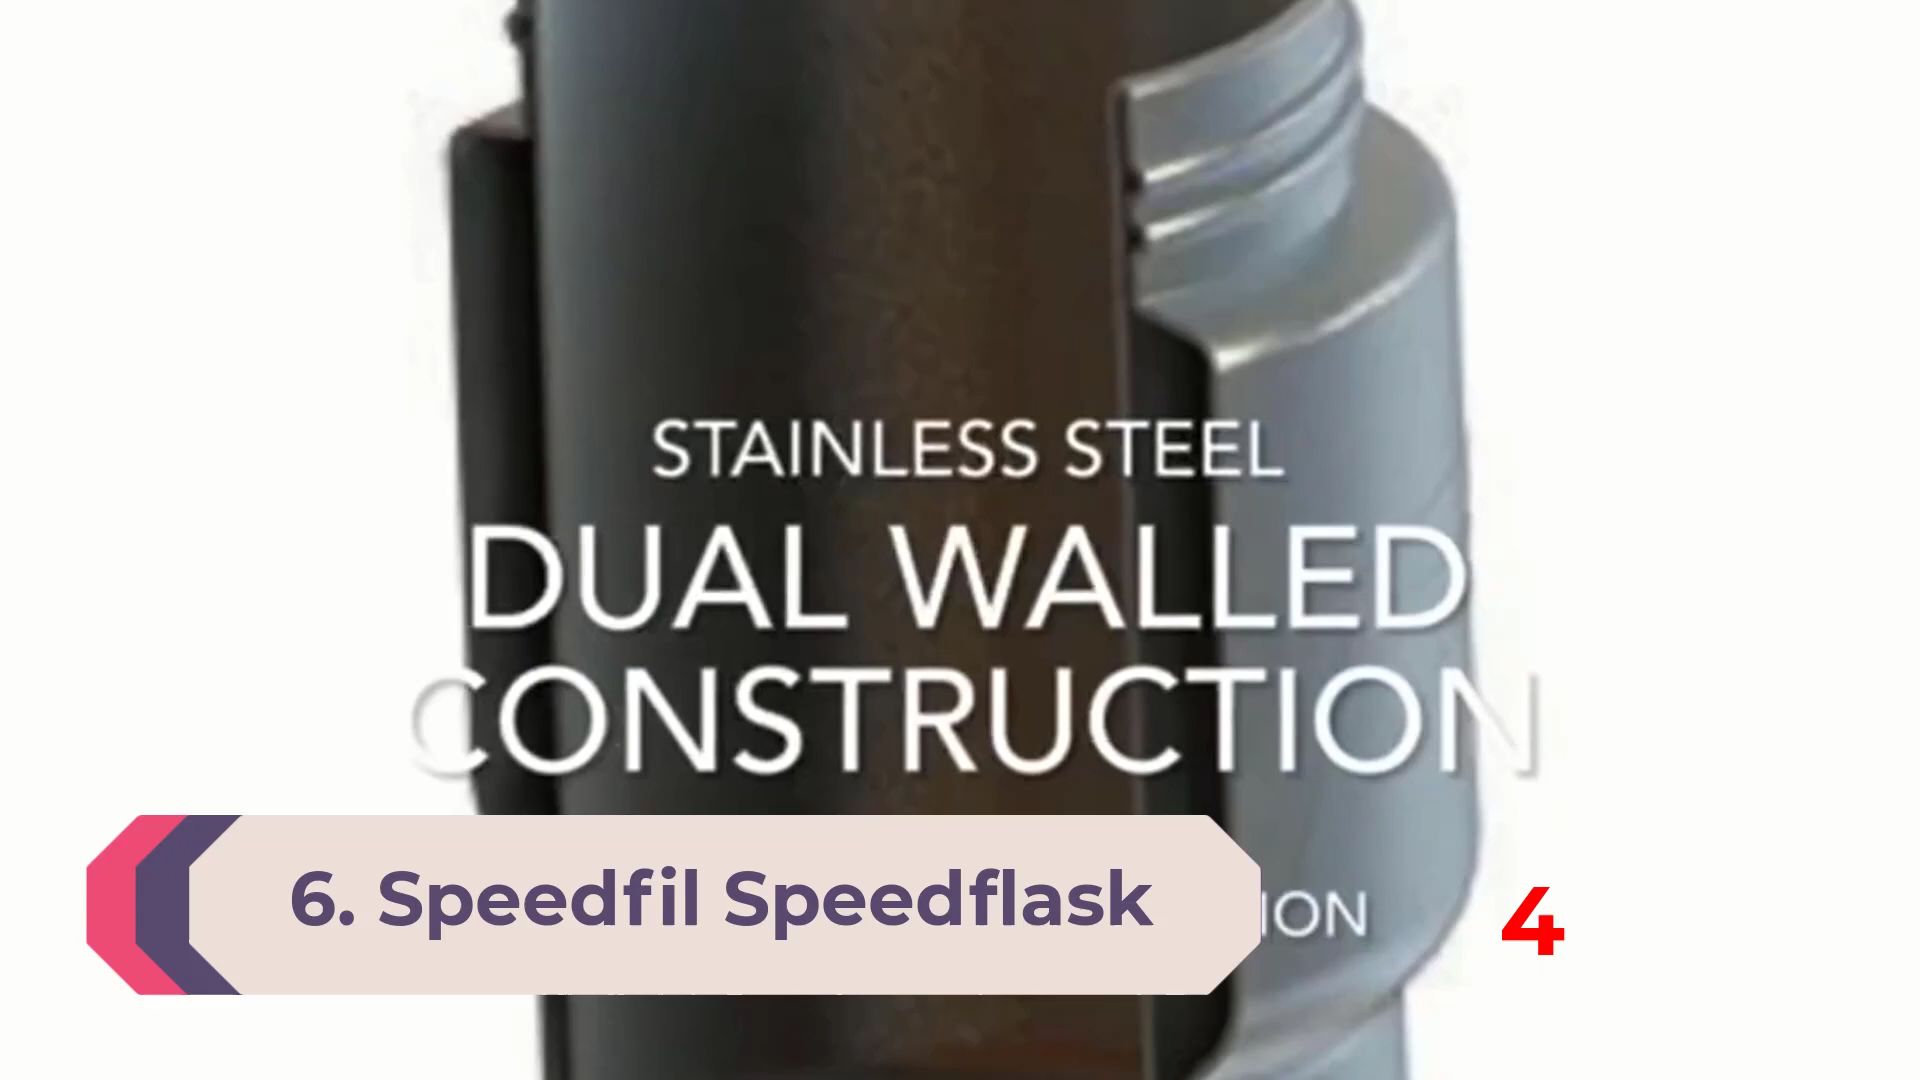 STAINLESS STEEL
DUAL WALLED
CONSTRUCTION
6. Speedfil Speedflask
4